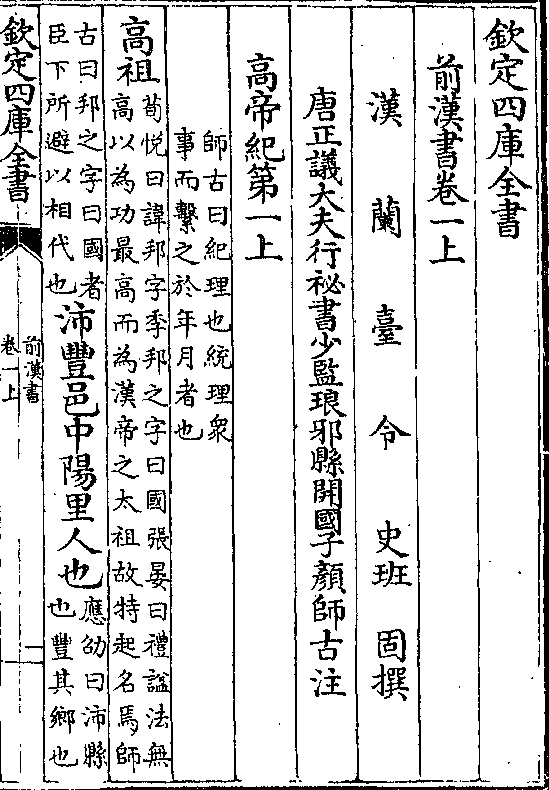 欽定四庫全書
前漢書卷一上
漢蘭臺令史班固撰
唐正議大夫行祕書少監琅邪縣開國子顏師古注
高帝紀第一上
師古曰紀理也統理衆
事而繫之於年月者也
高祖
荀悦曰諱邦字季邦之字曰國張晏曰禮諡法無
高以為功最高而為漢帝之太祖故特起名焉師
古曰邦之字曰國者
臣下所避以相代也
沛豐邑中陽里人也
應劭曰沛縣
也豐其鄉也
欽定四庫全書
前漢書
卷一上
一